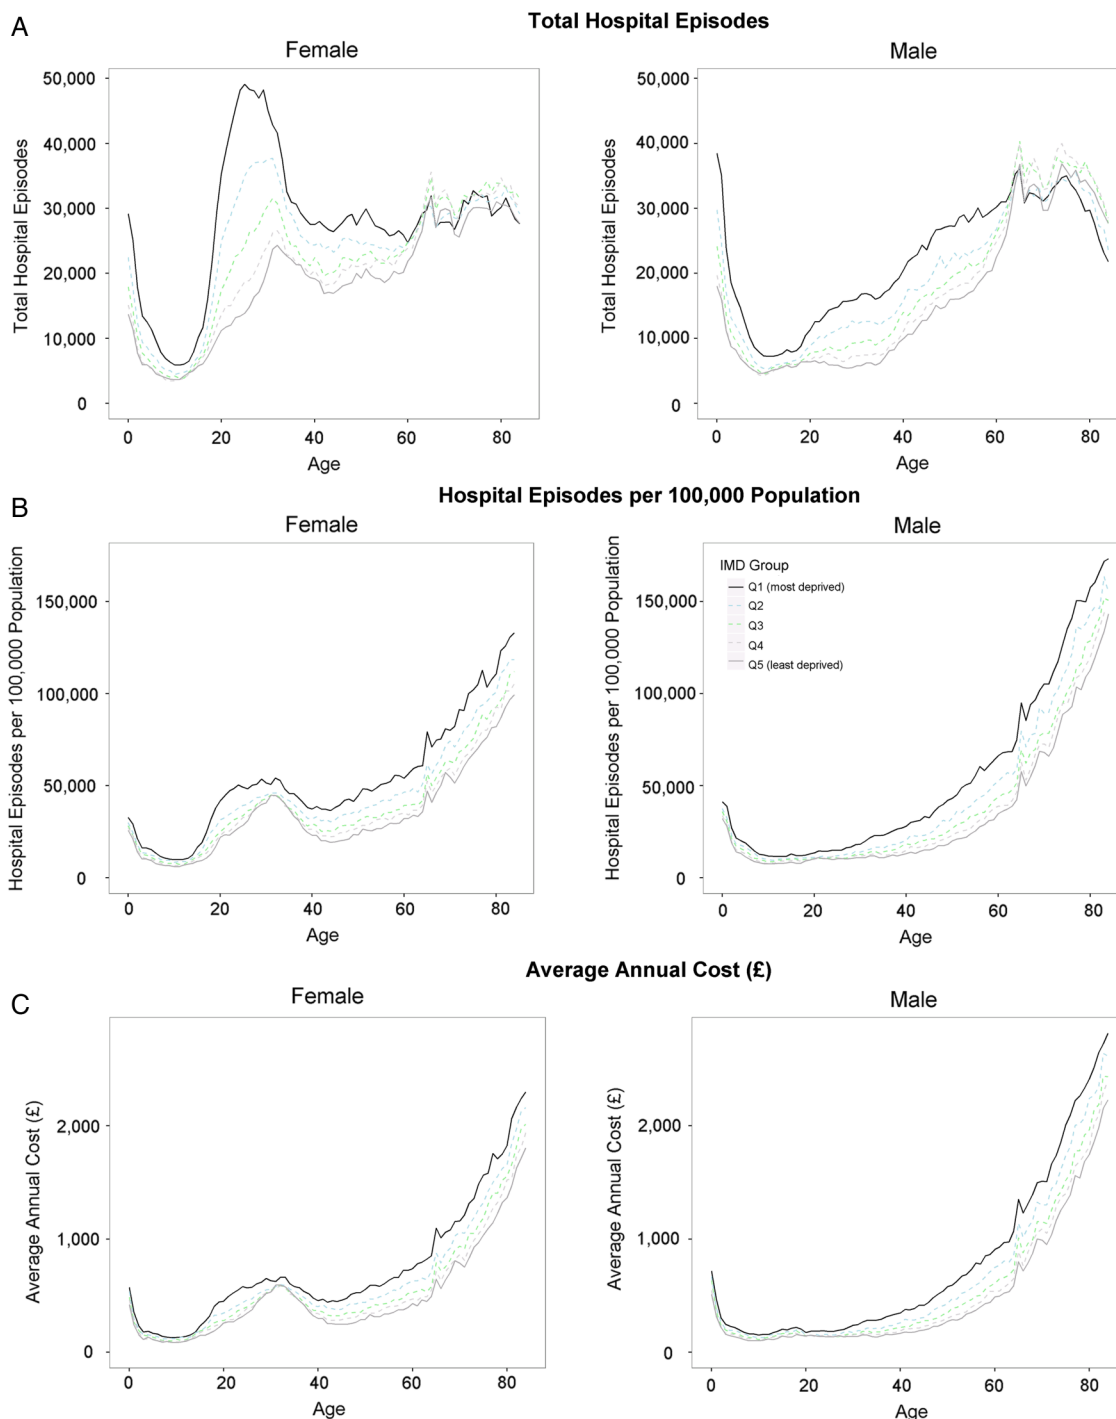 A
Total Hospital Episodes
Female
Male
Total Hospital Episodes
50,000
40,000
30,000
20,000
10,000
0
0 20 40 60 80
Age
Total Hospital Episodes
50,000
40,000
30,000
20,000
10,000
0
0 20 40 60 80
Age
B
Hospital Episodes per 100,000 Population
Female
Male
Hospital Episodes per 100,000 Population
150,000
100,000
50,000
0
0 20 40 60 80
Age
Hospital Episodes per 100,000 Population
150,000
100,000
50,000
0
IMD Group
Q1 (most deprived)
Q2
Q3
Q4
Q5 (least deprived)
0 20 40 60 80
Age
C
Average Annual Cost (£)
Female
Male
Average Annual Cost (£)
2,000
1,000
0
0 20 40 60 80
Age
Average Annual Cost (£)
2,000
1,000
0
0 20 40 60 80
Age